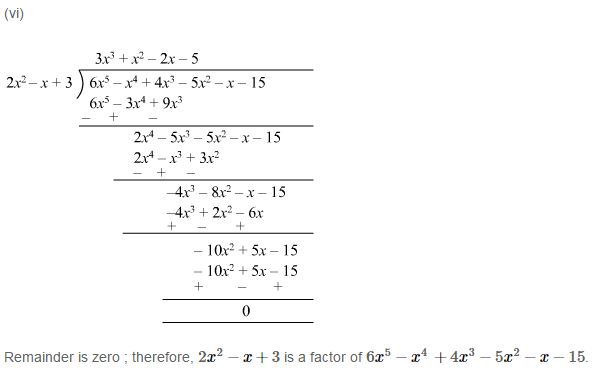 (vi)
3x³ + x² – 2x – 5
2x² – x + 3 ) 6x⁵ – x⁴ + 4x³ – 5x² – x – 15
6x⁵ – 3x⁴ + 9x³
– + –
2x⁴ – 5x³ – 5x² – x – 15
2x⁴ – x³ + 3x²
– + –
–4x³ – 8x² – x – 15
–4x³ + 2x² – 6x
+ – +
– 10x² + 5x – 15
– 10x² + 5x – 15
+ – +
0
Remainder is zero ; therefore, 2x² – x + 3 is a factor of 6x⁵ – x⁴ + 4x³ – 5x² – x – 15.